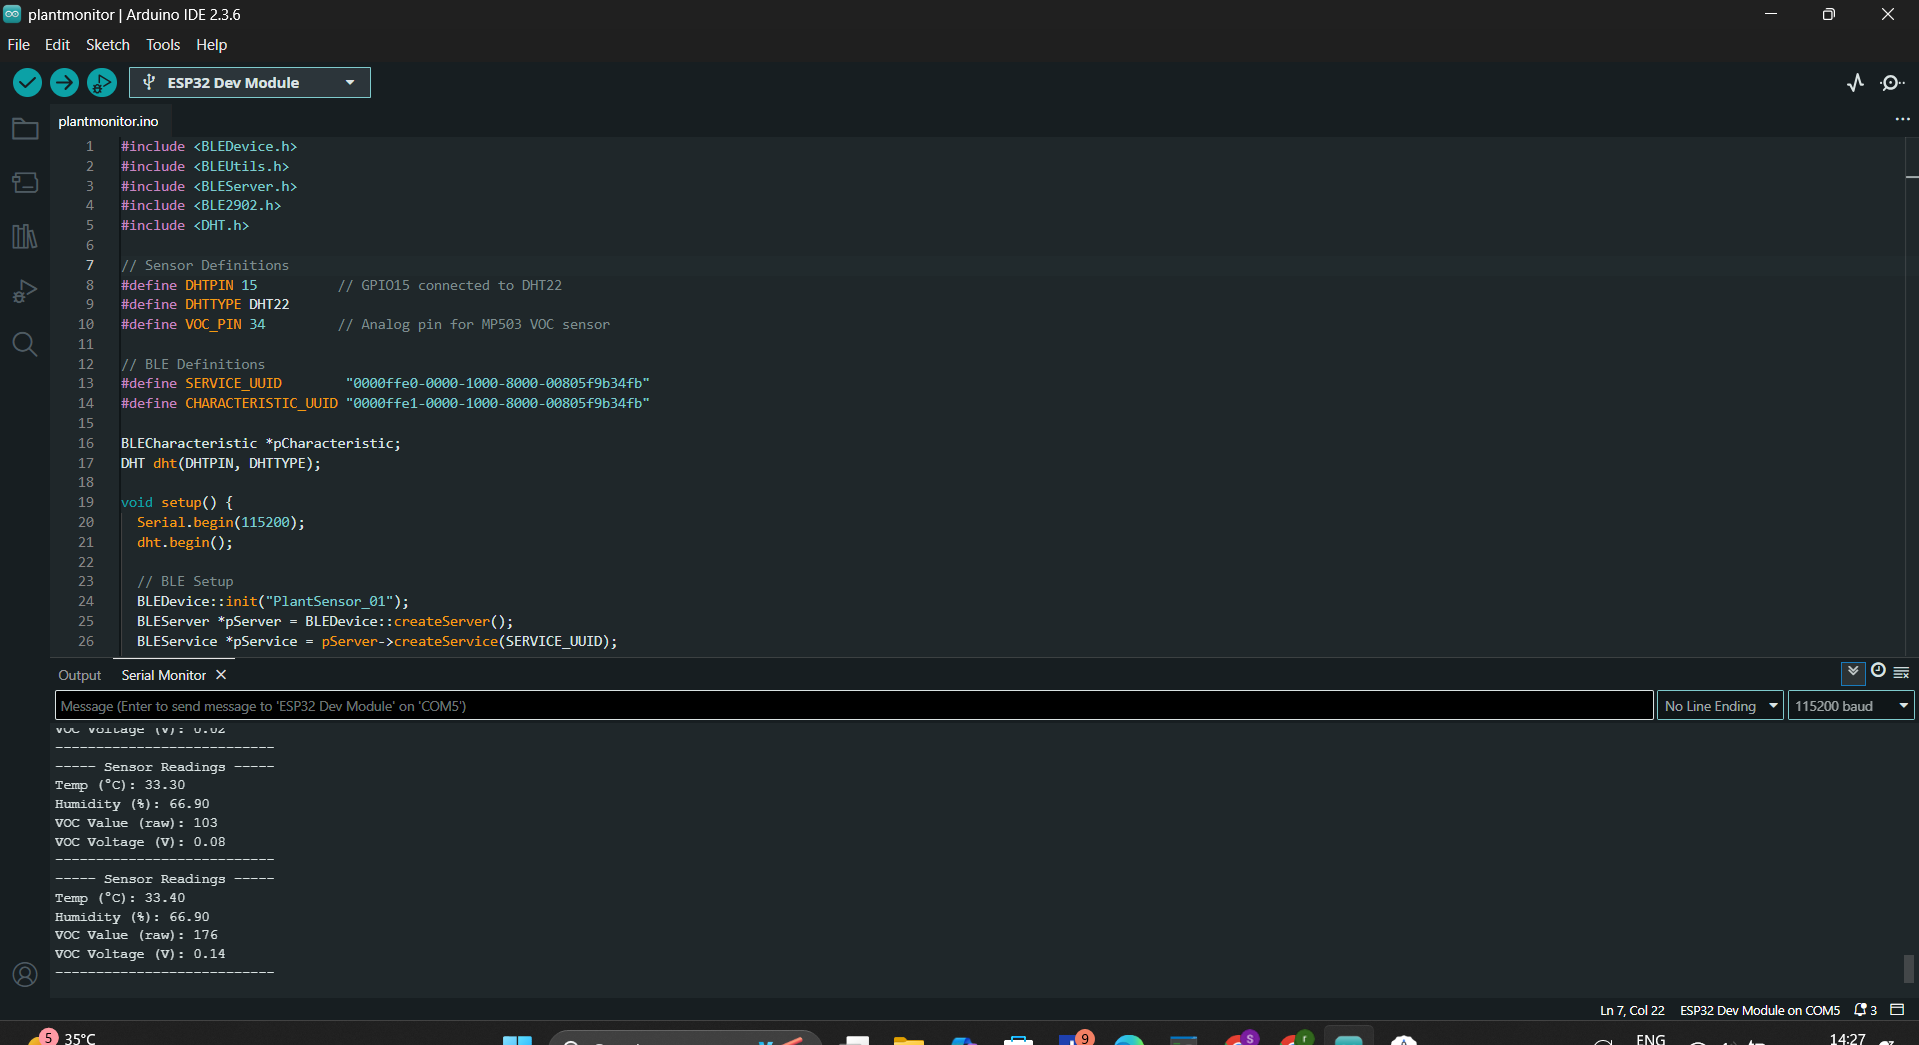 plantmonitor | Arduino IDE 2.3.6
File Edit Sketch Tools Help
ESP32 Dev Module
plantmonitor.ino
1 #include <BLEDevice.h>
2 #include <BLEUtils.h>
3 #include <BLEServer.h>
4 #include <BLE2902.h>
5 #include <DHT.h>
6
7 // Sensor Definitions
8 #define DHTPIN 15 // GPIO15 connected to DHT22
9 #define DHTTYPE DHT22
10 #define VOC_PIN 34 // Analog pin for MP503 VOC sensor
11
12 // BLE Definitions
13 #define SERVICE_UUID "0000ffe0-0000-1000-8000-00805f9b34fb"
14 #define CHARACTERISTIC_UUID "0000ffe1-0000-1000-8000-00805f9b34fb"
15
16 BLECharacteristic *pCharacteristic;
17 DHT dht(DHTPIN, DHTTYPE);
18
19 void setup() {
20 Serial.begin(115200);
21 dht.begin();
22
23 // BLE Setup
24 BLEDevice::init("PlantSensor_01");
25 BLEServer *pServer = BLEDevice::createServer();
26 BLEService *pService = pServer->createService(SERVICE_UUID);
Output Serial Monitor
Message (Enter to send message to 'ESP32 Dev Module' on 'COM5') No Line Ending 115200 baud
VOC Voltage (V): 0.02
---------------------------
----- Sensor Readings -----
Temp (°C): 33.30
Humidity (%): 66.90
VOC Value (raw): 103
VOC Voltage (V): 0.08
---------------------------
----- Sensor Readings -----
Temp (°C): 33.40
Humidity (%): 66.90
VOC Value (raw): 176
VOC Voltage (V): 0.14
---------------------------
Ln 7, Col 22 ESP32 Dev Module on COM5 3
5 35°C 9 S r ENG 14:27